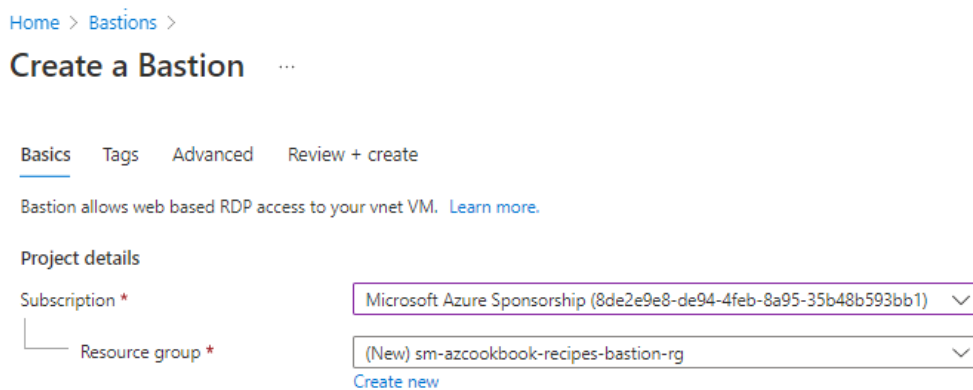 Home > Bastions >
Create a Bastion ...
Basics Tags Advanced Review + create
Bastion allows web based RDP access to your vnet VM. Learn more.
Project details
Subscription * Microsoft Azure Sponsorship (8de2e9e8-de94-4feb-8a95-35b48b593bb1)
Resource group * (New) sm-azcookbook-recipes-bastion-rg
Create new